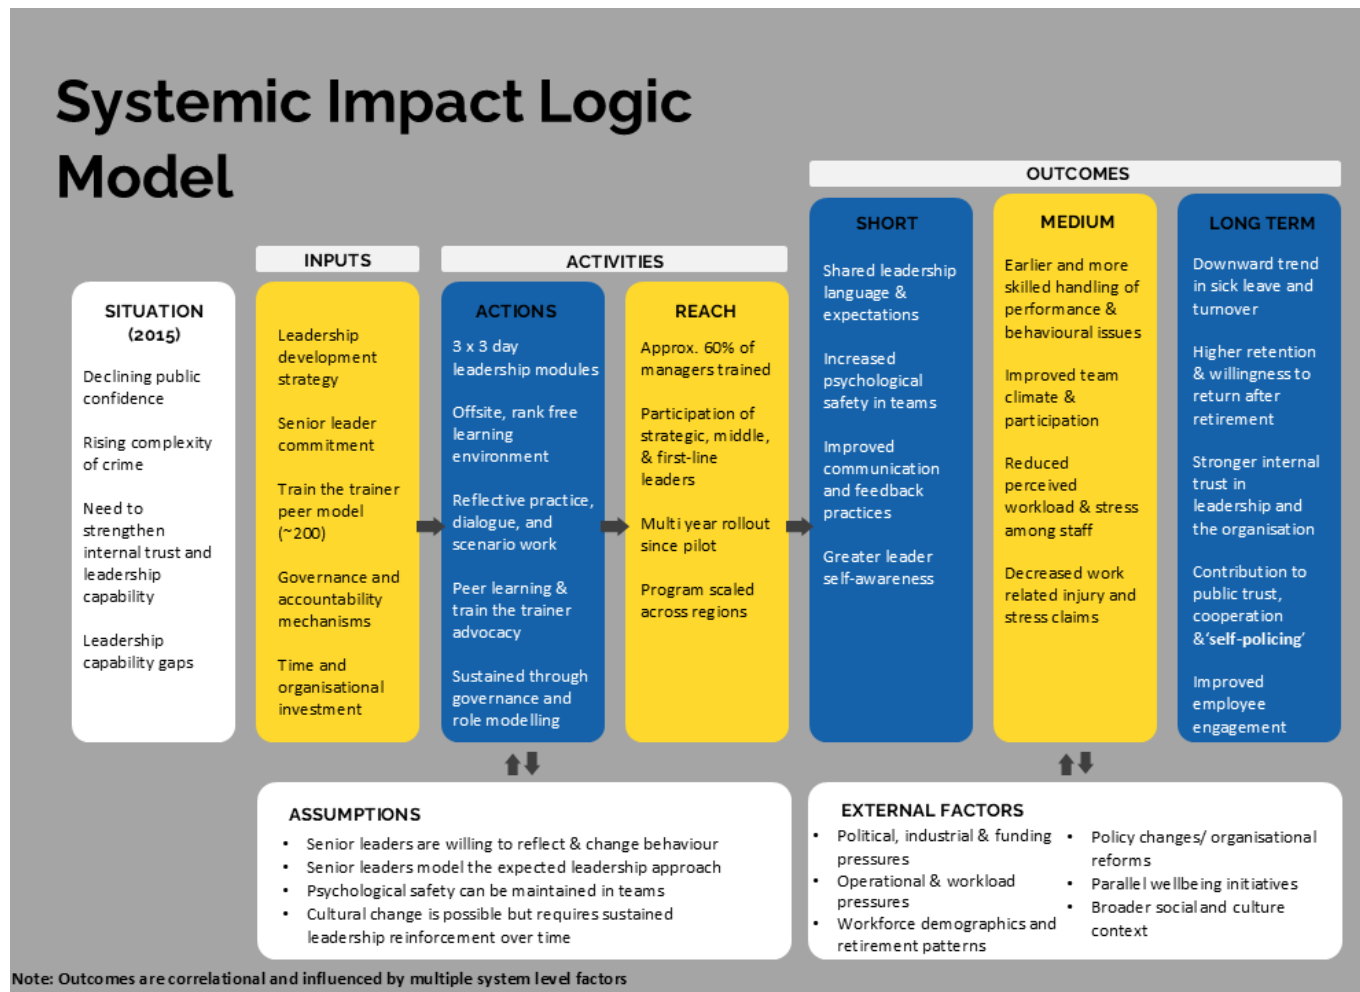 Systemic Impact Logic
Model
SITUATION
(2015)
Declining public
confidence
Rising complexity
of crime
Need to
strengthen
internal trust and
leadership
capability
Leadership
capability gaps
INPUTS
Leadership
development
strategy
Senior leader
commitment
Train the trainer
peer model
(~200)
Governance and
accountability
mechanisms
Time and
organisational
investment
ACTIVITIES
ACTIONS
3 x 3 day
leadership modules
Offsite, rank free
learning
environment
Reflective practice,
dialogue, and
scenario work
Peer learning &
train the trainer
advocacy
Sustained through
governance and
role modelling
REACH
Approx. 60% of
managers trained
Participation of
strategic, middle,
& first-line
leaders
Multi year rollout
since pilot
Program scaled
across regions
OUTCOMES
SHORT
Shared leadership
language &
expectations
Increased
psychological
safety in teams
Improved
communication
and feedback
practices
Greater leader
self-awareness
MEDIUM
Earlier and more
skilled handling of
performance &
behavioural issues
Improved team
climate &
participation
Reduced
perceived
workload & stress
among staff
Decreased work
related injury and
stress claims
LONG TERM
Downward trend
in sick leave and
turnover
Higher retention
& willingness to
return after
retirement
Stronger internal
trust in
leadership and
the organisation
Contribution to
public trust,
cooperation
&‘self-policing’
Improved
employee
engagement
ASSUMPTIONS
• Senior leaders are willing to reflect & change behaviour
• Senior leaders model the expected leadership approach
• Psychological safety can be maintained in teams
• Cultural change is possible but requires sustained
leadership reinforcement over time
EXTERNAL FACTORS
• Political, industrial & funding
pressures
• Operational & workload
pressures
• Workforce demographics and
retirement patterns
• Policy changes/ organisational
reforms
• Parallel wellbeing initiatives
• Broader social and culture
context
Note: Outcomes are correlational and influenced by multiple system level factors